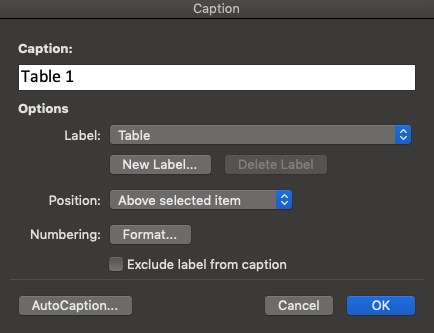 Caption
Caption:
Table 1
Options
Label: Table
New Label... Delete Label
Position: Above selected item
Numbering: Format...
Exclude label from caption
AutoCaption... Cancel OK